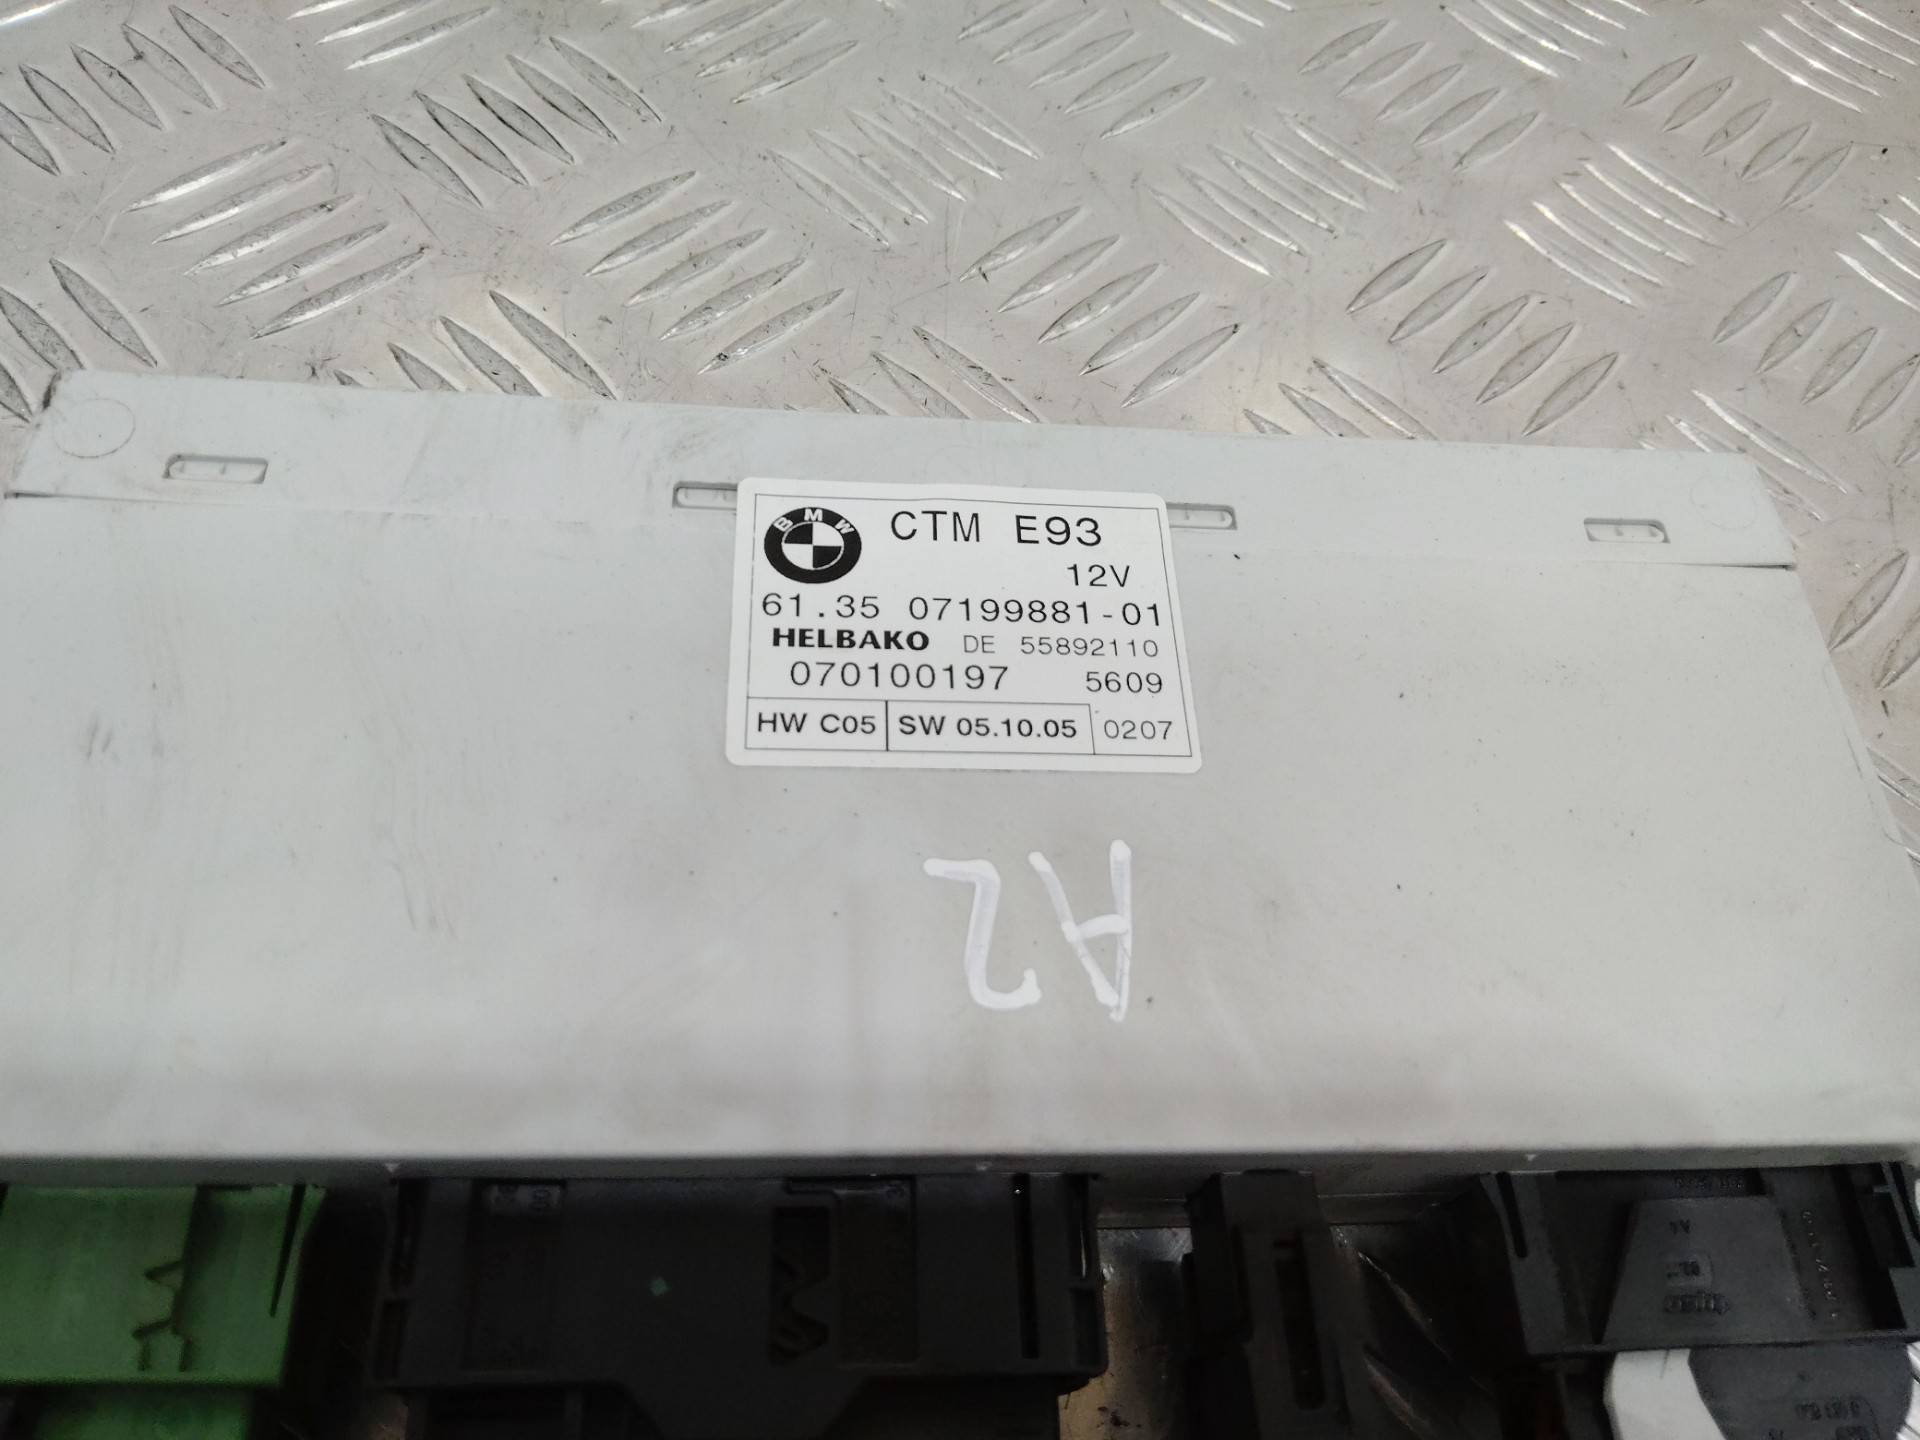 BMW
CTM E93
12V
61.35 07199881-01
HELBAKO DE 55892110
070100197 5609
HW C05 SW 05.10.05 0207
A2